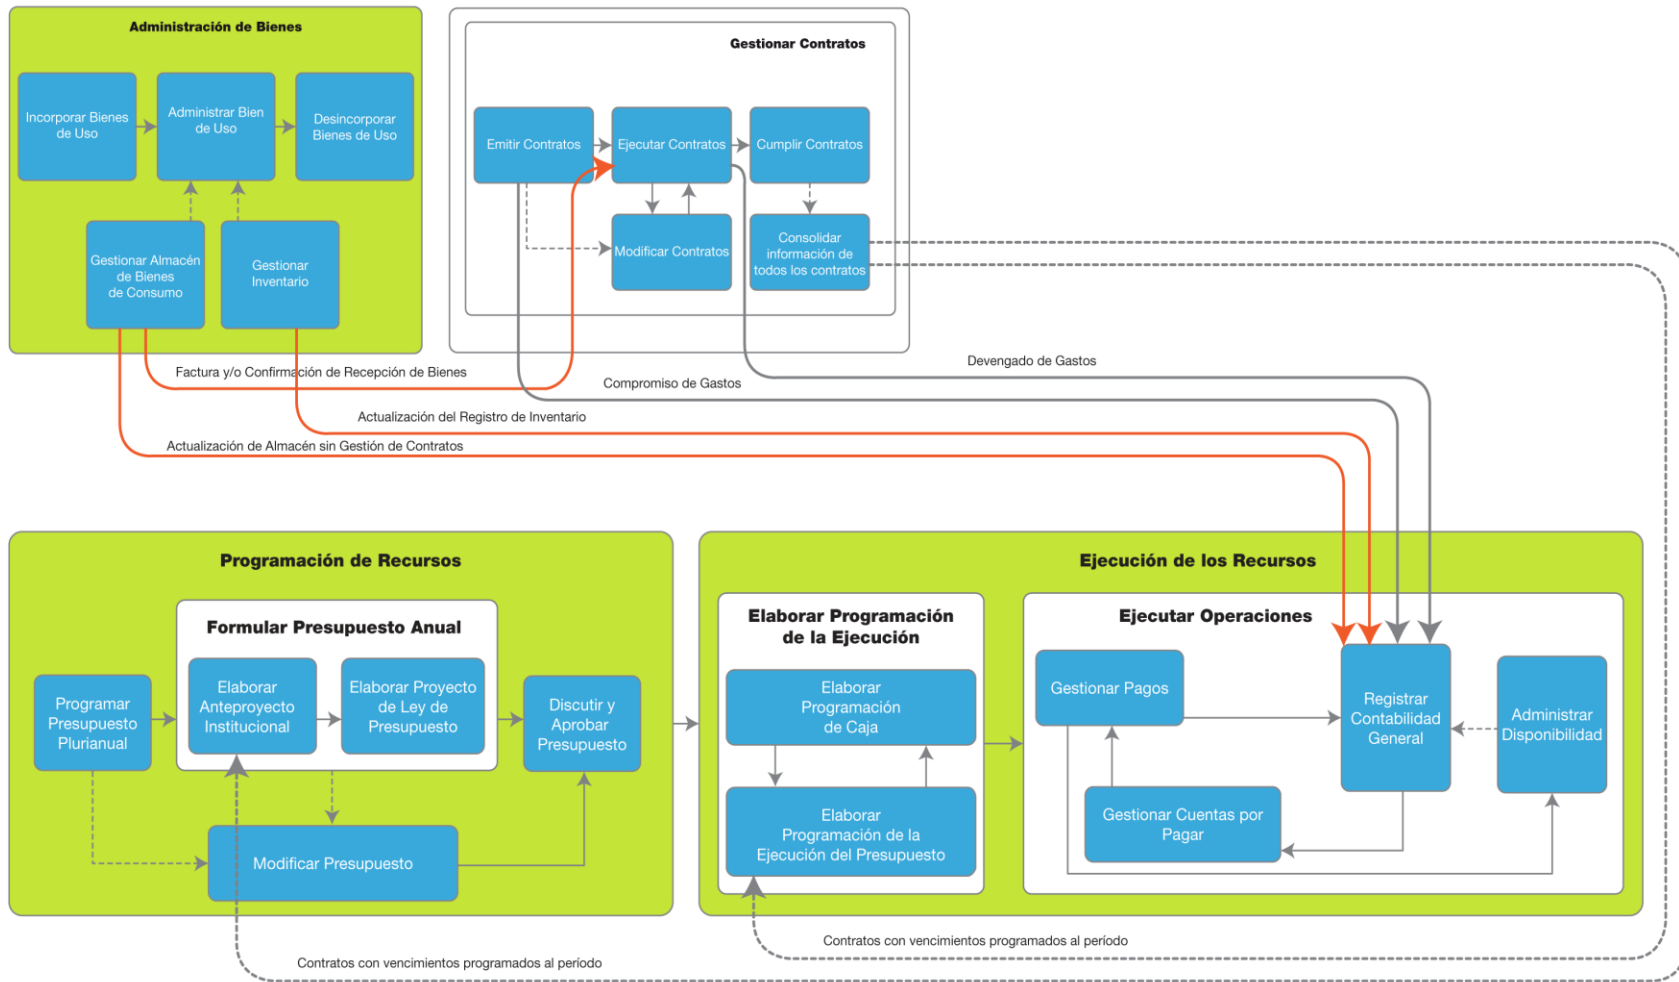 Administración de Bienes
Incorporar Bienes
de Uso
Administrar Bien
de Uso
Desincorporar
Bienes de Uso
Gestionar Almacén
de Bienes
de Consumo
Gestionar
Inventario
Gestionar Contratos
Emitir Contratos
Ejecutar Contratos
Cumplir Contratos
Modificar Contratos
Consolidar
información de
todos los contratos
Factura y/o Confirmación de Recepción de Bienes
Devengado de Gastos
Compromiso de Gastos
Actualización del Registro de Inventario
Actualización de Almacén sin Gestión de Contratos
Programación de Recursos
Formular Presupuesto Anual
Programar
Presupuesto
Plurianual
Elaborar
Anteproyecto
Institucional
Elaborar Proyecto
de Ley de
Presupuesto
Discutir y
Aprobar
Presupuesto
Modificar Presupuesto
Ejecución de los Recursos
Elaborar Programación
de la Ejecución
Elaborar
Programación
de Caja
Elaborar
Programación de la
Ejecución del Presupuesto
Ejecutar Operaciones
Gestionar Pagos
Registrar
Contabilidad
General
Administrar
Disponibilidad
Gestionar Cuentas por
Pagar
Contratos con vencimientos programados al período
Contratos con vencimientos programados al período